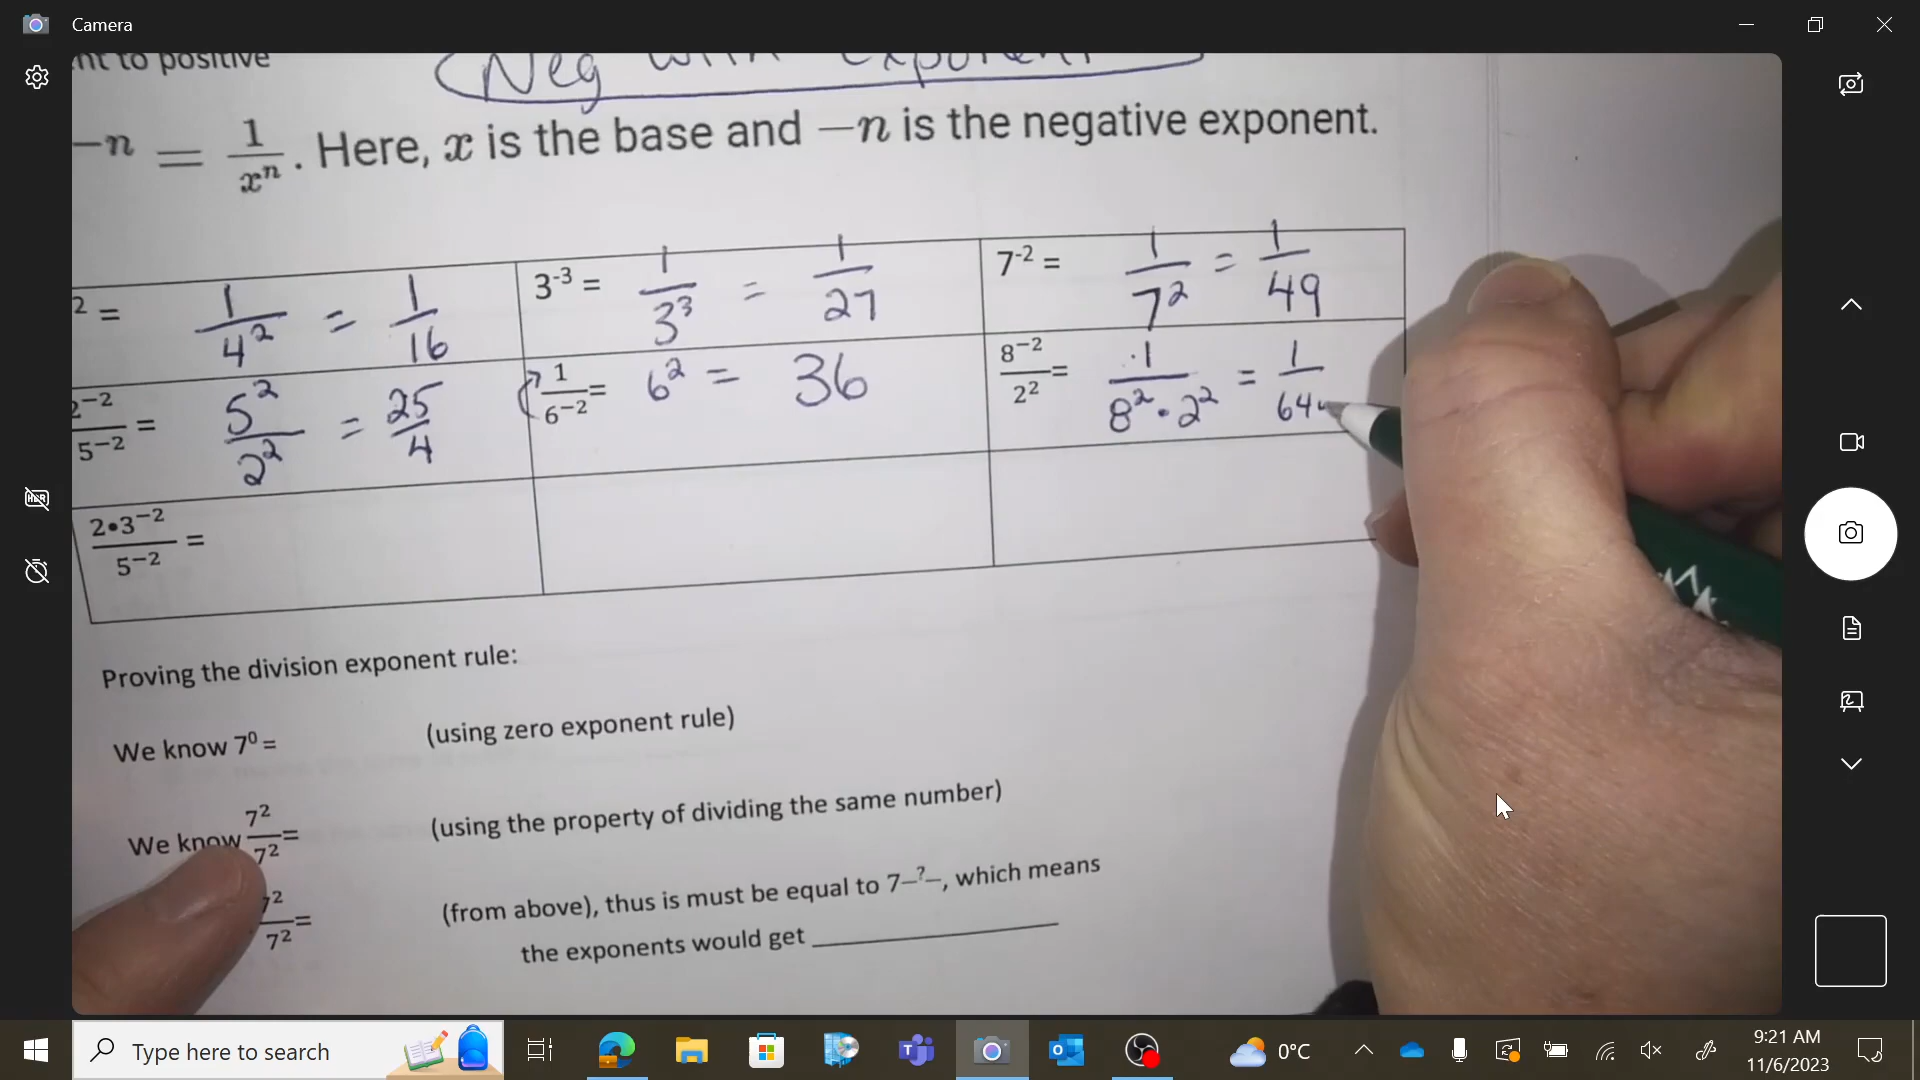 Camera
nt to positive
Neg with exponent
−n = 1/xⁿ. Here, x is the base and −n is the negative exponent.
2 = 1/4² = 1/16
3⁻³ = 1/3³ = 1/27
7⁻² = 1/7² = 1/49
2⁻²/5⁻² = 5²/2² = 25/4
1/6⁻² = 6² = 36
8⁻²/2² = ·1/8²·2² = 1/64
2•3⁻²/5⁻² =
Proving the division exponent rule:
We know 7⁰ = (using zero exponent rule)
We know 7²/7² = (using the property of dividing the same number)
7²/7² = (from above), thus is must be equal to 7–?–, which means
the exponents would get ____________________
Type here to search
0°C
9:21 AM
11/6/2023